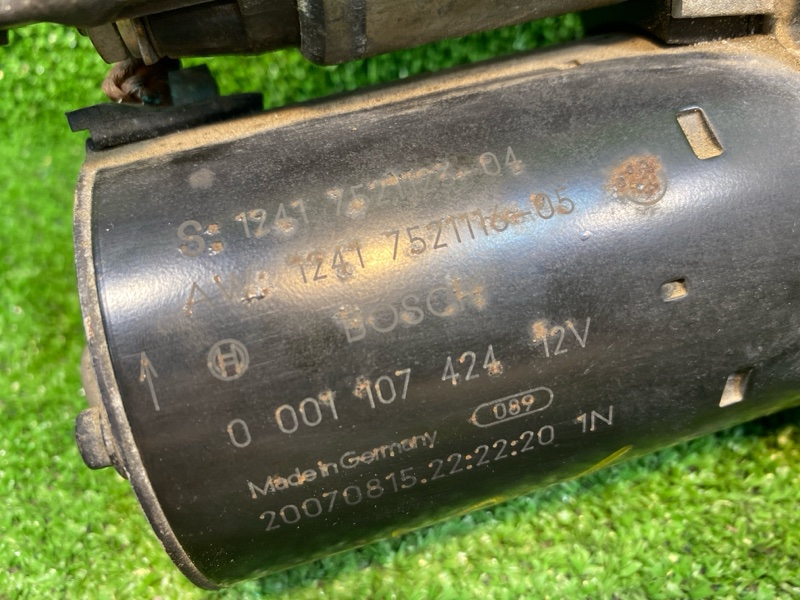 S: 1241 7521123-04
AW: 1241 7521116-05
BOSCH
H
0 001 107 424 12V
089
Made in Germany
20070815.22:22:20 1N